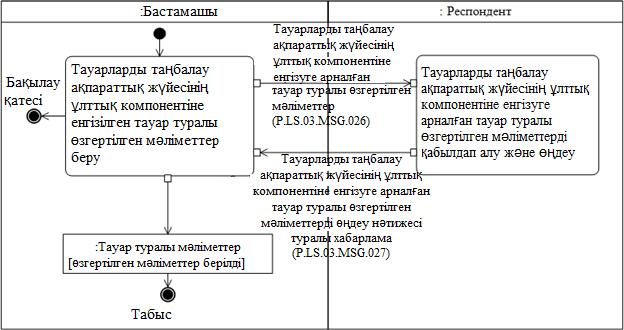 :Бастамашы
: Респондент
Тауарларды таңбалау
ақпараттық жүйесінің
ұлттық компонентіне
енгізілген тауар туралы
өзгертілген мәліметтер
беру
Бақылау
қатесі
Тауарларды таңбалау
ақпараттық жүйесінің
ұлттық компонентіне
енгізуге арналған
тауар туралы өзгертілген
мәліметтер
(P.LS.03.MSG.026)
Тауарларды таңбалау
ақпараттық жүйесінің ұлттық
компонентіне енгізуге
арналған тауар туралы
өзгертілген мәліметтерді
қабылдап алу және өңдеу
Тауарларды таңбалау
ақпараттық жүйесінің ұлттық
компонентіне енгізуге арналған
тауар туралы өзгертілген
мәліметтерді өңдеу нәтижесі
туралы хабарлама
(P.LS.03.MSG.027)
:Тауар туралы мәліметтер
[өзгертілген мәліметтер берілді]
Табыс